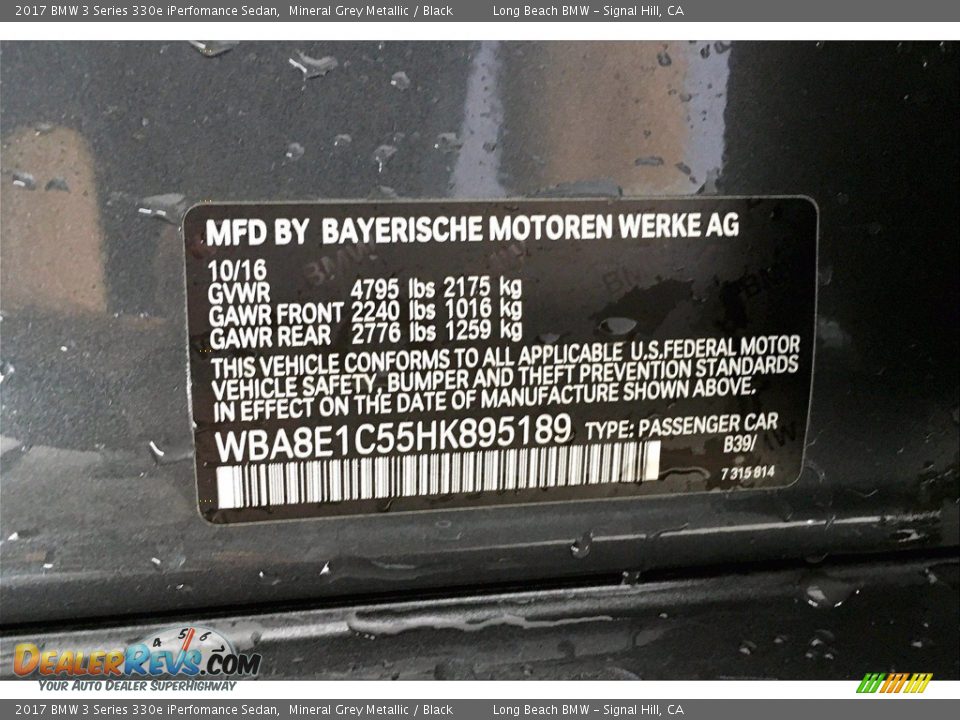 2017 BMW 3 Series 330e iPerfomance Sedan, Mineral Grey Metallic / Black Long Beach BMW - Signal Hill, CA
MFD BY BAYERISCHE MOTOREN WERKE AG
10/16
GVWR 4795 lbs 2175 kg
GAWR FRONT 2240 lbs 1016 kg
GAWR REAR 2776 lbs 1259 kg
THIS VEHICLE CONFORMS TO ALL APPLICABLE U.S.FEDERAL MOTOR
VEHICLE SAFETY, BUMPER AND THEFT PREVENTION STANDARDS
IN EFFECT ON THE DATE OF MANUFACTURE SHOWN ABOVE.
WBA8E1C55HK895189 TYPE: PASSENGER CAR
B39/
7 315 814
4 5 6
DEALERREVS.COM
YOUR AUTO DEALER SUPERHIGHWAY
2017 BMW 3 Series 330e iPerfomance Sedan, Mineral Grey Metallic / Black Long Beach BMW - Signal Hill, CA